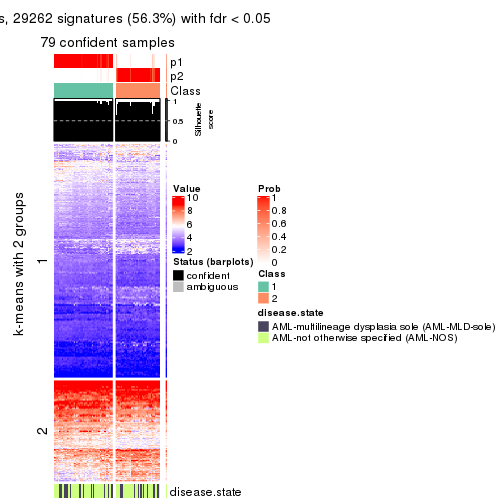 s, 29262 signatures (56.3%) with fdr < 0.05
79 confident samples
p1
p2
Class
1
0.5
0
Silhouette
score
k-means with 2 groups
1
2
Value
10
8
6
4
2
Status (barplots)
confident
ambiguous
Prob
1
0.8
0.6
0.4
0.2
0
Class
1
2
disease.state
AML-multilineage dysplasia sole (AML-MLD-sole)
AML-not otherwise specified (AML-NOS)
disease.state